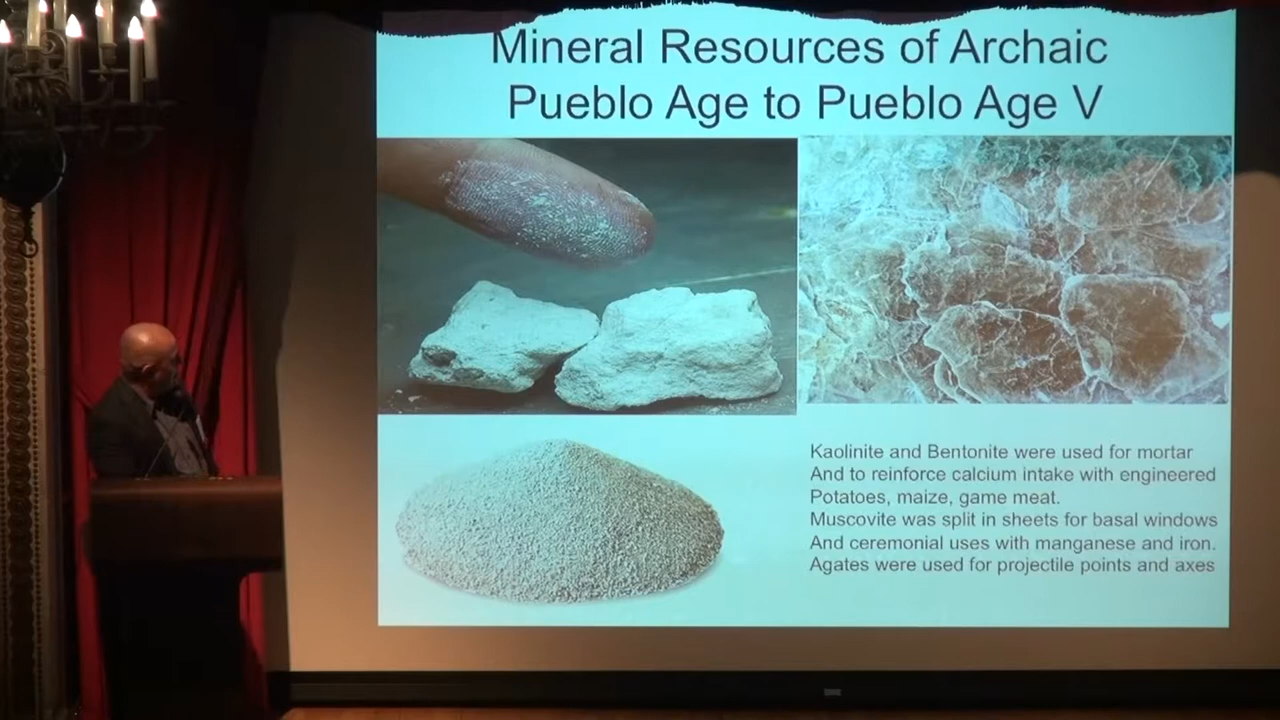 Mineral Resources of Archaic
Pueblo Age to Pueblo Age V
Kaolinite and Bentonite were used for mortar
And to reinforce calcium intake with engineered
Potatoes, maize, game meat.
Muscovite was split in sheets for basal windows
And ceremonial uses with manganese and iron.
Agates were used for projectile points and axes